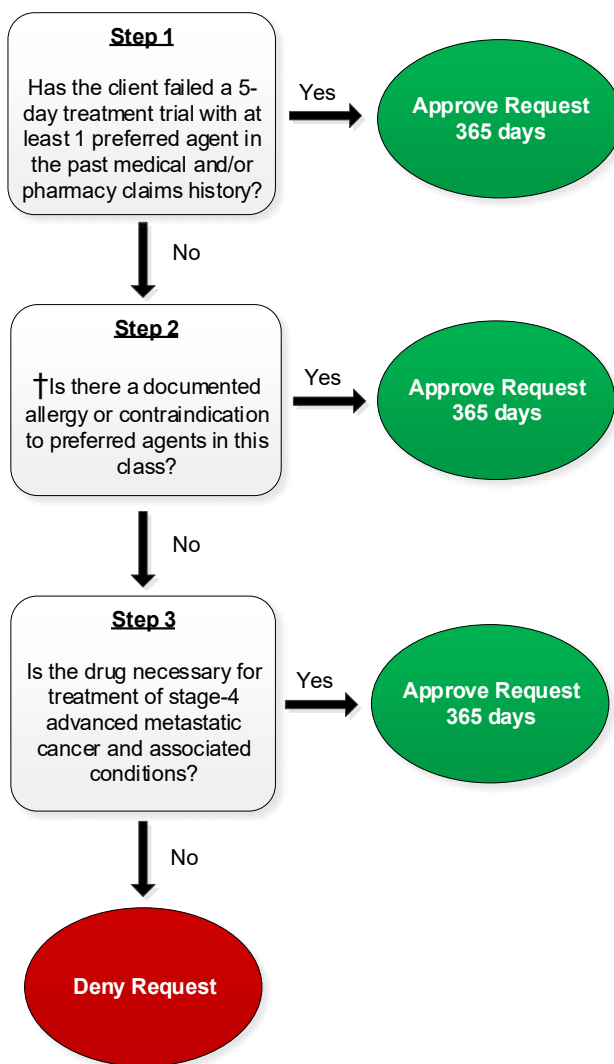 Step 1
Has the client failed a 5-
day treatment trial with at
least 1 preferred agent in
the past medical and/or
pharmacy claims history?
Yes
Approve Request
365 days
No
Step 2
†Is there a documented
allergy or contraindication
to preferred agents in this
class?
Yes
Approve Request
365 days
No
Step 3
Is the drug necessary for
treatment of stage-4
advanced metastatic
cancer and associated
conditions?
Yes
Approve Request
365 days
No
Deny Request